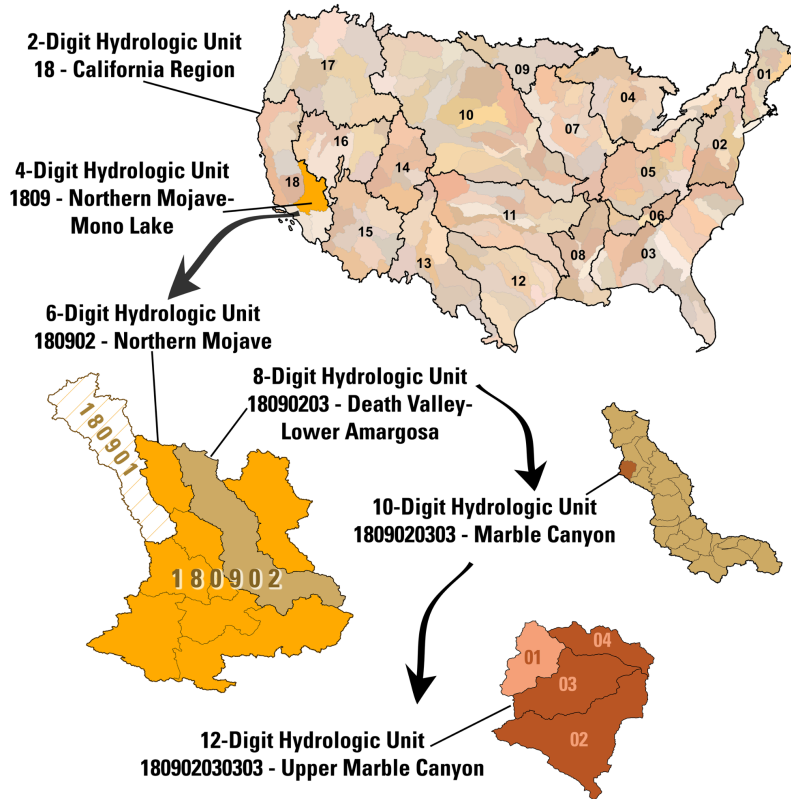 2-Digit Hydrologic Unit
18 - California Region
17
09
01
04
10
07
02
16
4-Digit Hydrologic Unit
1809 - Northern Mojave-
Mono Lake
18
14
05
11
06
15
13
08
03
12
6-Digit Hydrologic Unit
180902 - Northern Mojave
8-Digit Hydrologic Unit
18090203 - Death Valley-
Lower Amargosa
180901
10-Digit Hydrologic Unit
1809020303 - Marble Canyon
180902
04
01
03
02
12-Digit Hydrologic Unit
180902030303 - Upper Marble Canyon